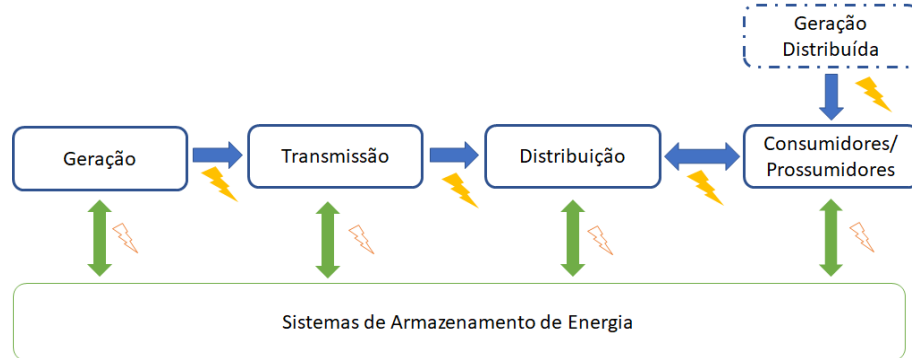 Geração
Distribuída
Geração
Transmissão
Distribuição
Consumidores/
Prossumidores
Sistemas de Armazenamento de Energia